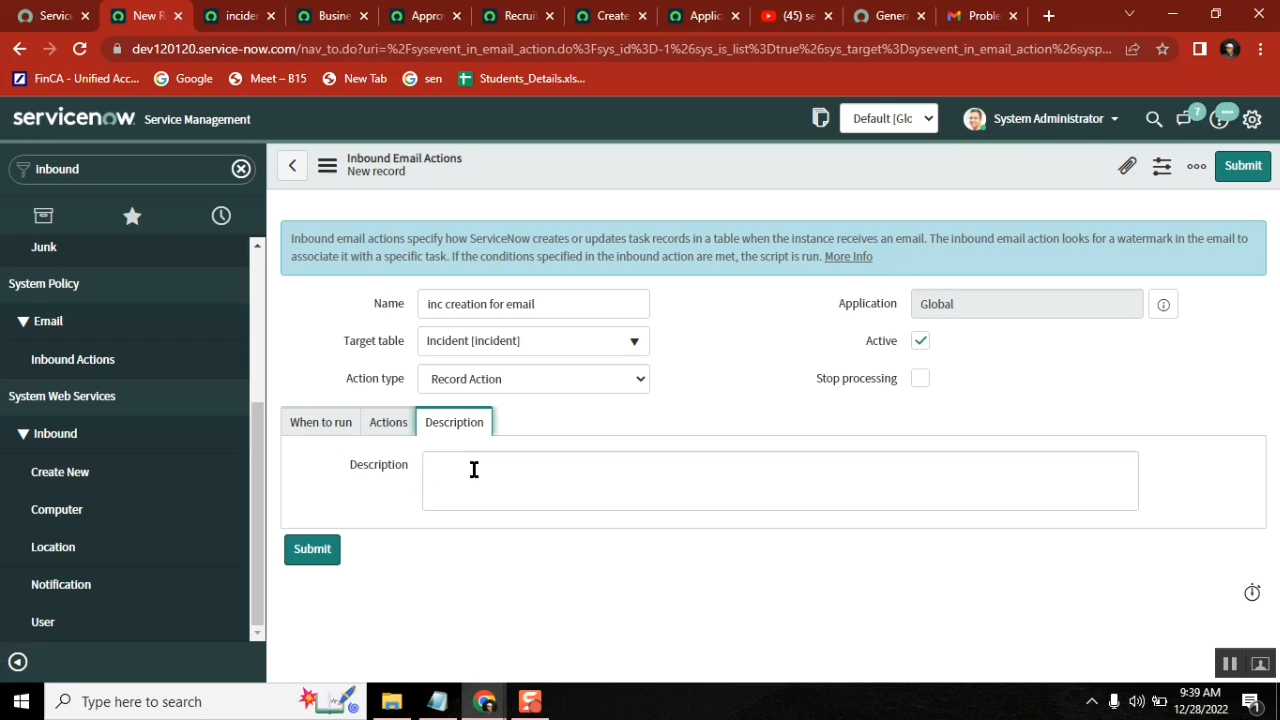 Service
New R
incider
Busine
Approv
Recruit
Create
Applica
(45) se
Genera
Proble
dev120120.service-now.com/nav_to.do?uri=%2Fsysevent_in_email_action.do%3Fsys_id%3D-1%26sys_is_list%3Dtrue%26sys_target%3Dsysevent_in_email_action%26sysp...
FinCA - Unified Acc...
Google
Meet – B15
New Tab
sen
Students_Details.xls...
servicenow Service Management
Default [Glo
System Administrator
7
inbound
Inbound Email Actions
New record
Submit
Junk
System Policy
Email
Inbound Actions
System Web Services
Inbound
Create New
Computer
Location
Notification
User
Inbound email actions specify how ServiceNow creates or updates task records in a table when the instance receives an email. The inbound email action looks for a watermark in the email to
associate it with a specific task. If the conditions specified in the inbound action are met, the script is run. More Info
Name inc creation for email
Application Global
Target table Incident [incident]
Active
Action type Record Action
Stop processing
When to run Actions Description
Description
Submit
Type here to search
9:39 AM
12/28/2022
1